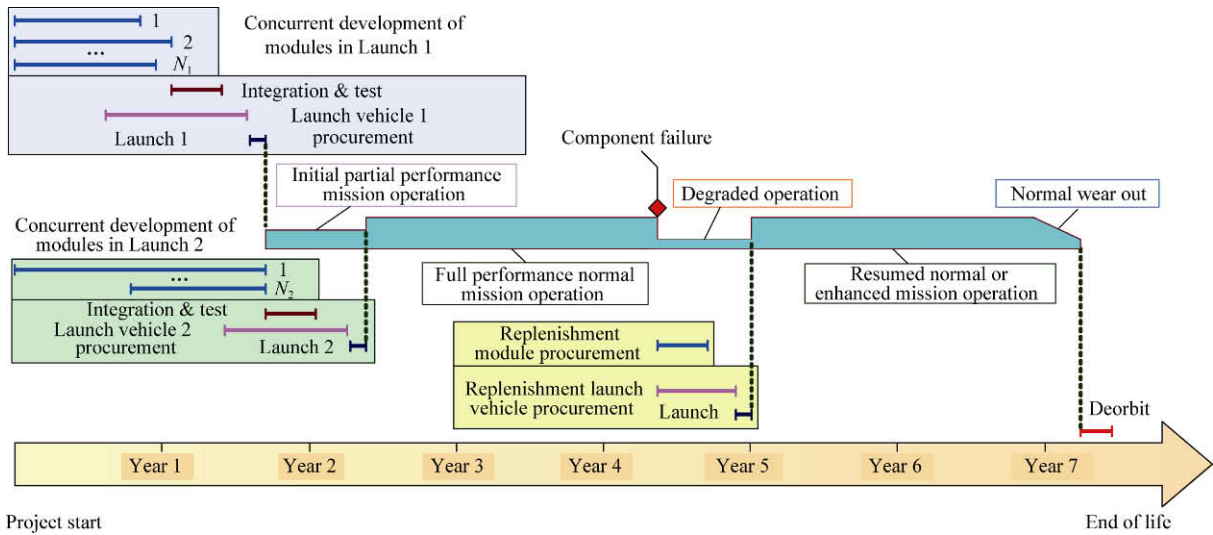 1
2
...
N1
Concurrent development of
modules in Launch 1
Integration & test
Launch vehicle 1
procurement
Launch 1
Component failure
Initial partial performance
mission operation
Degraded operation
Normal wear out
Concurrent development of
modules in Launch 2
1
...
N2
Integration & test
Launch vehicle 2
procurement
Launch 2
Full performance normal
mission operation
Resumed normal or
enhanced mission operation
Replenishment
module procurement
Replenishment launch
vehicle procurement
Launch
Deorbit
Year 1
Year 2
Year 3
Year 4
Year 5
Year 6
Year 7
Project start
End of life